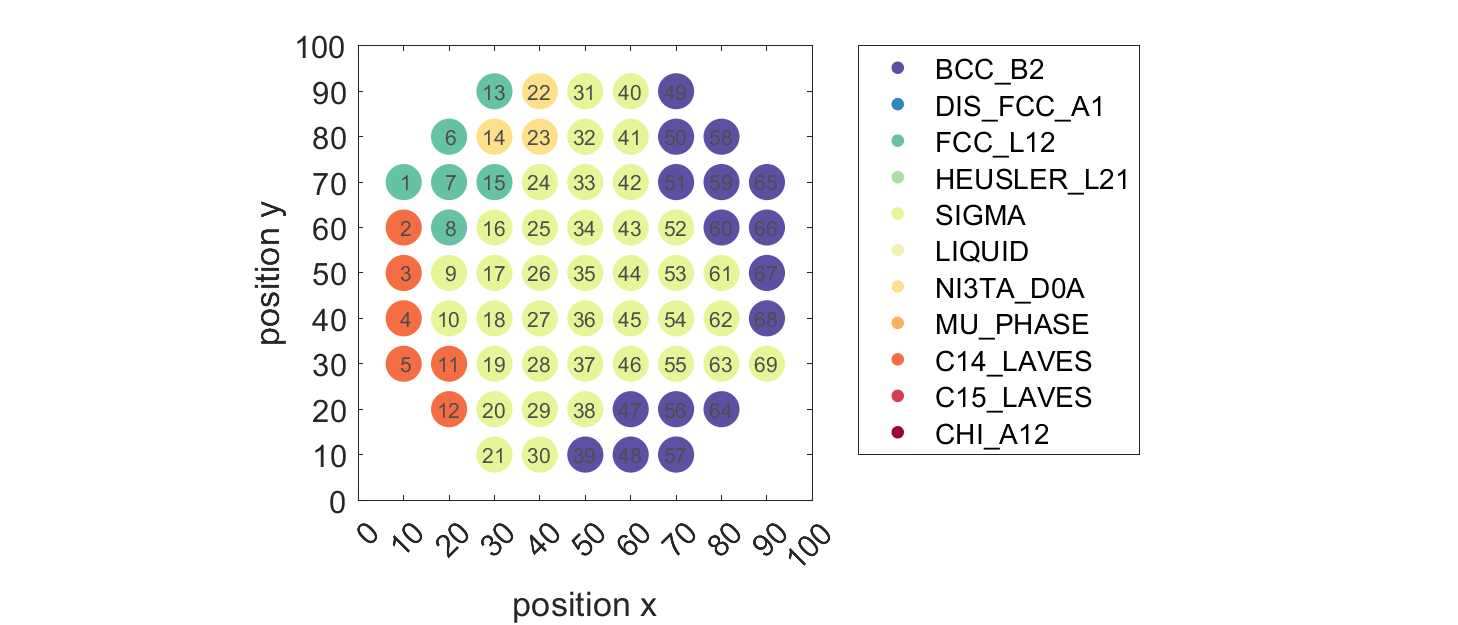 100
90
80
70
60
50
40
30
20
10
0
position y
13 22 31 40 49
6 14 23 32 41 50 58
1 7 15 24 33 42 51 59 65
2 8 16 25 34 43 52 60 66
3 9 17 26 35 44 53 61 67
4 10 18 27 36 45 54 62 68
5 11 19 28 37 46 55 63 69
12 20 29 38 47 56 64
21 30 39 48 57
0 10 20 30 40 50 60 70 80 90 100
position x
BCC_B2
DIS_FCC_A1
FCC_L12
HEUSLER_L21
SIGMA
LIQUID
NI3TA_D0A
MU_PHASE
C14_LAVES
C15_LAVES
CHI_A12